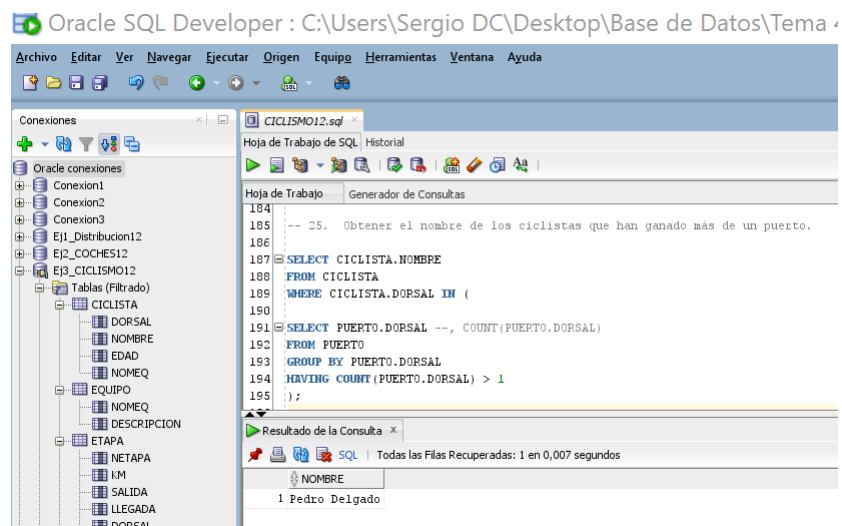 Oracle SQL Developer : C:\Users\Sergio DC\Desktop\Base de Datos\Tema 4
Archivo Editar Ver Navegar Ejecutar Origen Equipo Herramientas Ventana Ayuda
Conexiones
CICLISMO12.sql
Hoja de Trabajo de SQL Historial
Oracle conexiones
Conexion1
Conexion2
Conexion3
Ej1_Distribucion12
Ej2_COCHES12
Ej3_CICLISMO12
Tablas (Filtrado)
CICLISTA
DORSAL
NOMBRE
EDAD
NOMEQ
EQUIPO
NOMEQ
DESCRIPCION
ETAPA
NETAPA
KM
SALIDA
LLEGADA
DORSAL
Hoja de Trabajo Generador de Consultas
184
185 -- 25. Obtener el nombre de los ciclistas que han ganado más de un puerto.
186
187 SELECT CICLISTA.NOMBRE
188 FROM CICLISTA
189 WHERE CICLISTA.DORSAL IN (
190
191 SELECT PUERTO.DORSAL --, COUNT(PUERTO.DORSAL)
192 FROM PUERTO
193 GROUP BY PUERTO.DORSAL
194 HAVING COUNT(PUERTO.DORSAL) > 1
195 );
Resultado de la Consulta x
SQL | Todas las Filas Recuperadas: 1 en 0,007 segundos
NOMBRE
1 Pedro Delgado